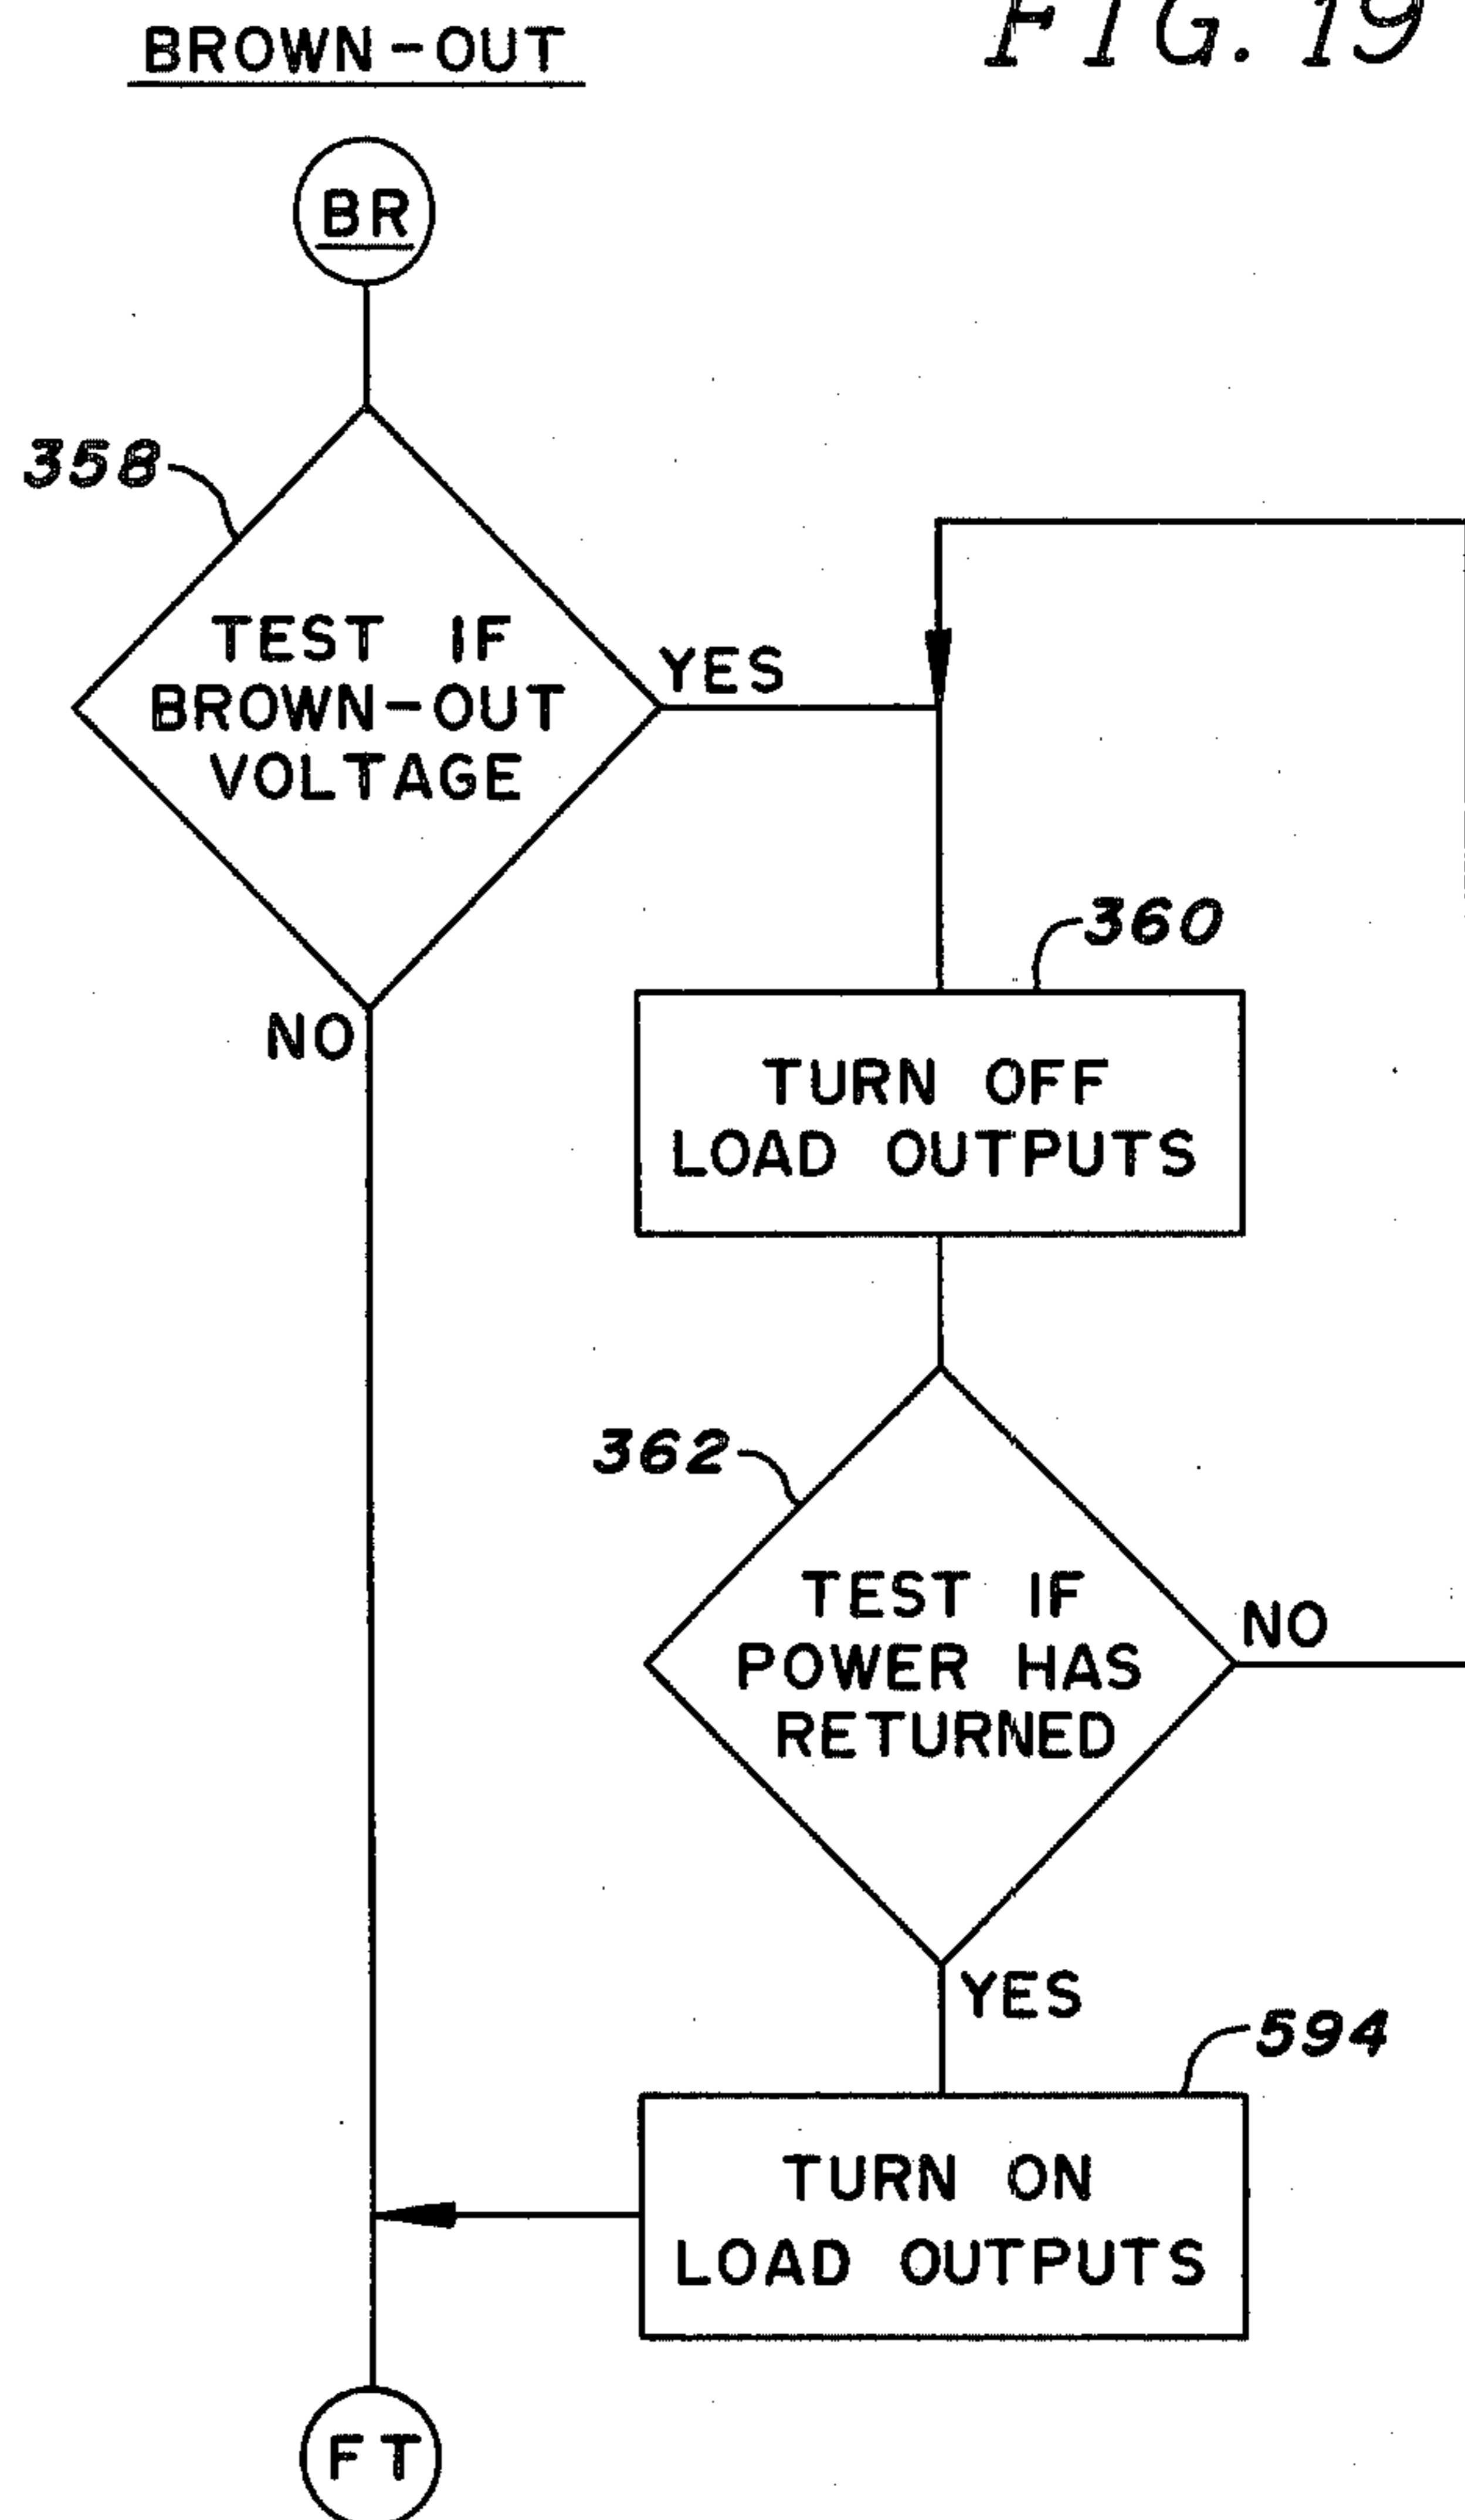 BROWN-OUT
FIG. 19
BR
358
TEST IF
BROWN-OUT
VOLTAGE
YES
NO
360
TURN OFF
LOAD OUTPUTS
362
TEST IF
POWER HAS
RETURNED
NO
YES
594
TURN ON
LOAD OUTPUTS
FT